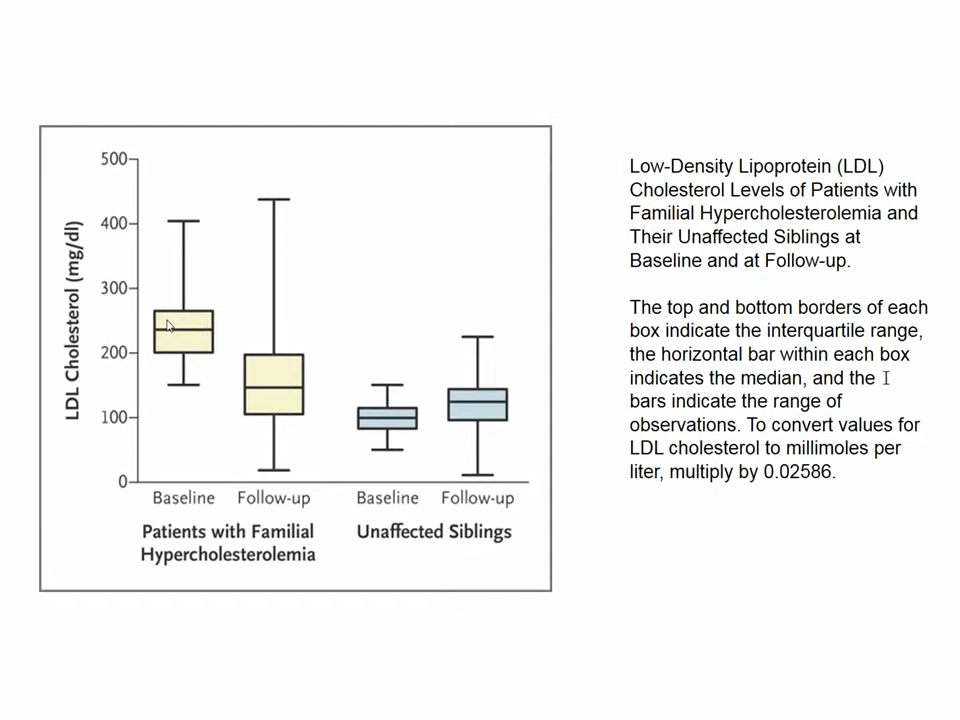 500
400
300
200
100
0
LDL Cholesterol (mg/dl)
Baseline Follow-up Baseline Follow-up
Patients with Familial Hypercholesterolemia
Unaffected Siblings
Low-Density Lipoprotein (LDL)
Cholesterol Levels of Patients with
Familial Hypercholesterolemia and
Their Unaffected Siblings at
Baseline and at Follow-up.
The top and bottom borders of each
box indicate the interquartile range,
the horizontal bar within each box
indicates the median, and the I
bars indicate the range of
observations. To convert values for
LDL cholesterol to millimoles per
liter, multiply by 0.02586.